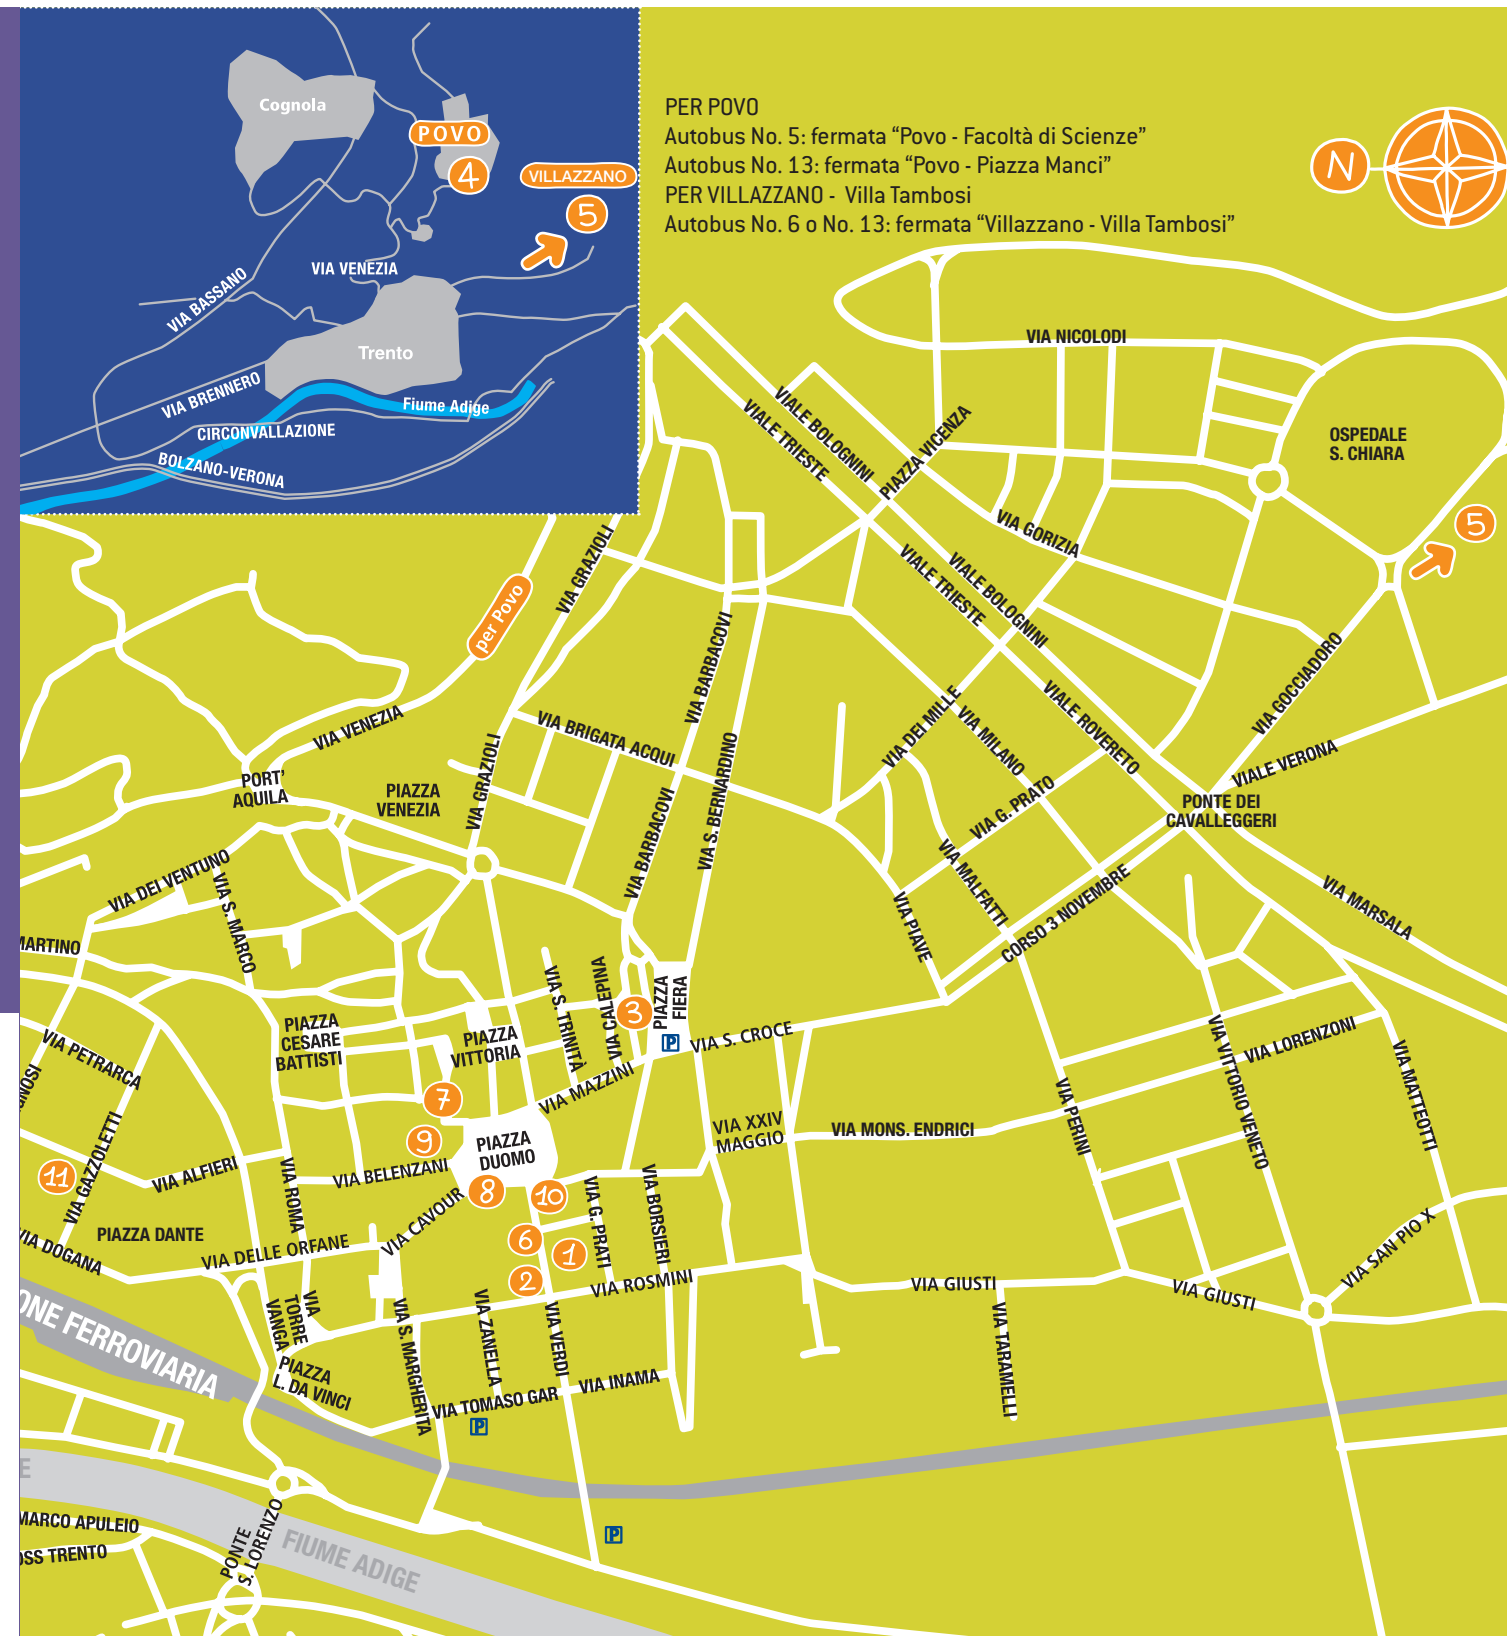 Cognola
POVO
4
VILLAZZANO
5
VIA VENEZIA
VIA BASSANO
Trento
VIA BRENNERO
Fiume Adige
CIRCONVALLAZIONE
BOLZANO-VERONA
PER POVO
Autobus No. 5: fermata “Povo - Facoltà di Scienze”
Autobus No. 13: fermata “Povo - Piazza Manci”
PER VILLAZZANO - Villa Tambosi
Autobus No. 6 o No. 13: fermata “Villazzano - Villa Tambosi”
N
VIA NICOLODI
VIALE BOLOGNINI
VIALE TRIESTE
PIAZZA VICENZA
OSPEDALE
S. CHIARA
5
VIA GORIZIA
VIALE BOLOGNINI
VIALE TRIESTE
VIA GRAZIOLI
per Povo
VIA BARBACOVI
VIA GOCCIADORO
VIALE ROVERETO
VIA DEI MILLE
VIA MILANO
VIA VENEZIA
VIA BRIGATA ACQUI
VIA GRAZIOLI
VIA S. BERNARDINO
VIALE VERONA
PORT’
AQUILA
PIAZZA
VENEZIA
VIA BARBACOVI
VIA G. PRATO
PONTE DEI
CAVALLEGGERI
VIA DEI VENTUNO
VIA S. MARCO
VIA MALFATTI
VIA PIAVE
CORSO 3 NOVEMBRE
VIA MARSALA
MARTINO
VIA S. TRINITÀ
VIA CALEPINA
3
PIAZZA
FIERA
P
VIA S. CROCE
PIAZZA
CESARE
BATTISTI
PIAZZA
VITTORIA
VIA MAZZINI
VIA PETRARCA
GNOSI
VIA GAZZOLETTI
VIA VITTORIO VENETO
VIA LORENZONI
VIA MATTEOTTI
VIA PERINI
7
9
PIAZZA
DUOMO
VIA XXIV
MAGGIO
VIA MONS. ENDRICI
11
VIA ALFIERI
VIA ROMA
VIA BELENZANI
VIA CAVOUR
8
10
VIA G. PRATI
VIA BORSIERI
PIAZZA DANTE
VIA DOGANA
VIA DELLE ORFANE
6
1
2
VIA ROSMINI
VIA GIUSTI
VIA GIUSTI
VIA SAN PIO X
VIA
TORRE
VANGA
VIA S. MARGHERITA
VIA ZANELLA
VIA VERDI
VIA TARAMELLI
ONE FERROVIARIA
PIAZZA
L. DA VINCI
VIA TOMASO GAR
VIA INAMA
P
E
MARCO APULEIO
OSS TRENTO
PONTE
S. LORENZO
FIUME ADIGE
P